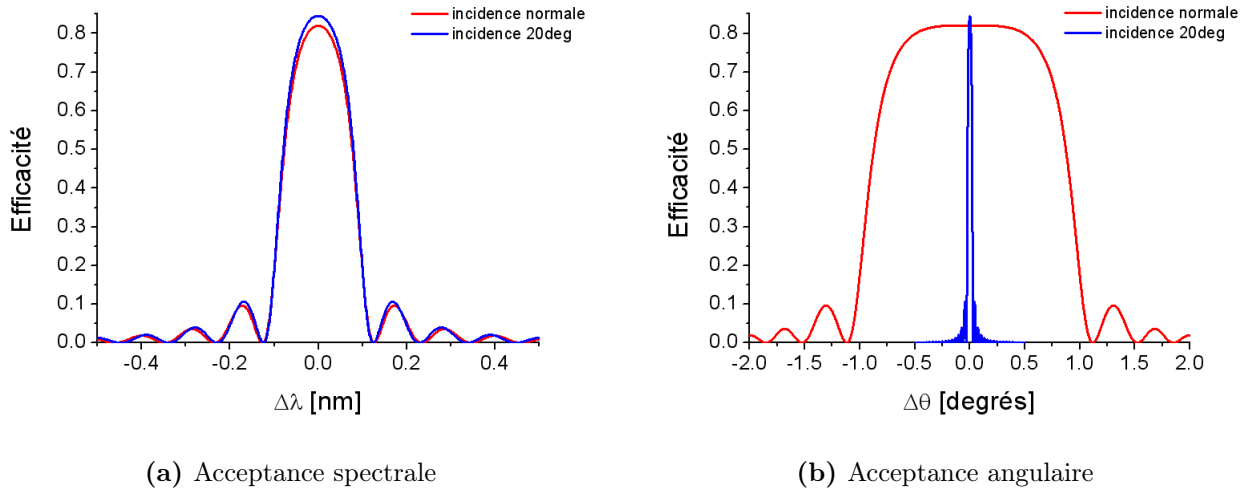 incidence normale
incidence 20deg
0.8
0.7
0.6
0.5
0.4
0.3
0.2
0.1
0.0
Efficacité
-0.4 -0.2 0.0 0.2 0.4
Δλ [nm]
(a) Acceptance spectrale
incidence normale
incidence 20deg
0.8
0.7
0.6
0.5
0.4
0.3
0.2
0.1
0.0
Efficacité
-2.0 -1.5 -1.0 -0.5 0.0 0.5 1.0 1.5 2.0
Δθ [degrés]
(b) Acceptance angulaire